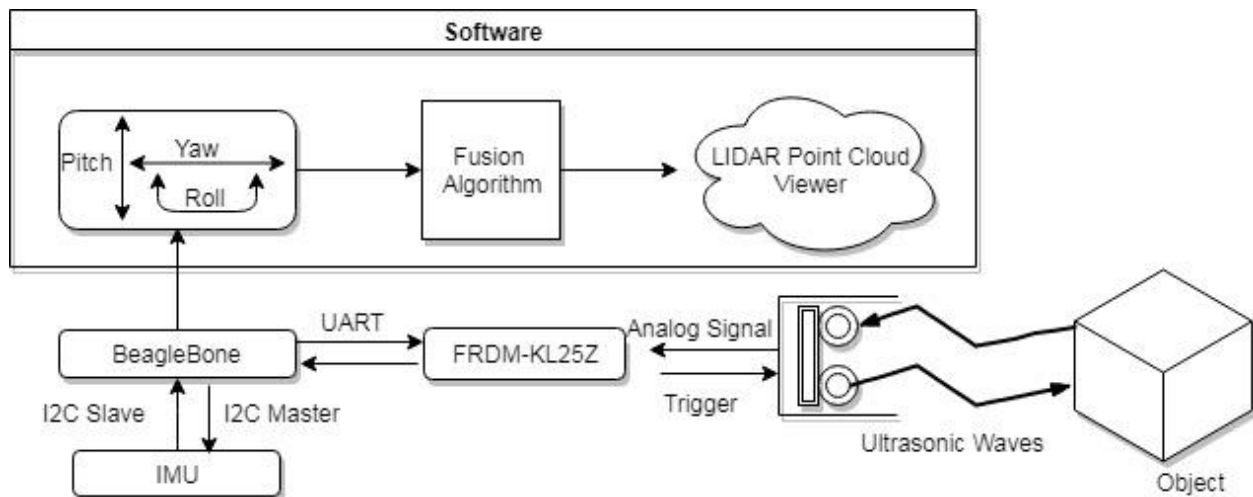 Software
Pitch
Yaw
Roll
Fusion
Algorithm
LIDAR Point Cloud
Viewer
BeagleBone
UART
FRDM-KL25Z
Analog Signal
Trigger
I2C Slave
I2C Master
IMU
Ultrasonic Waves
Object